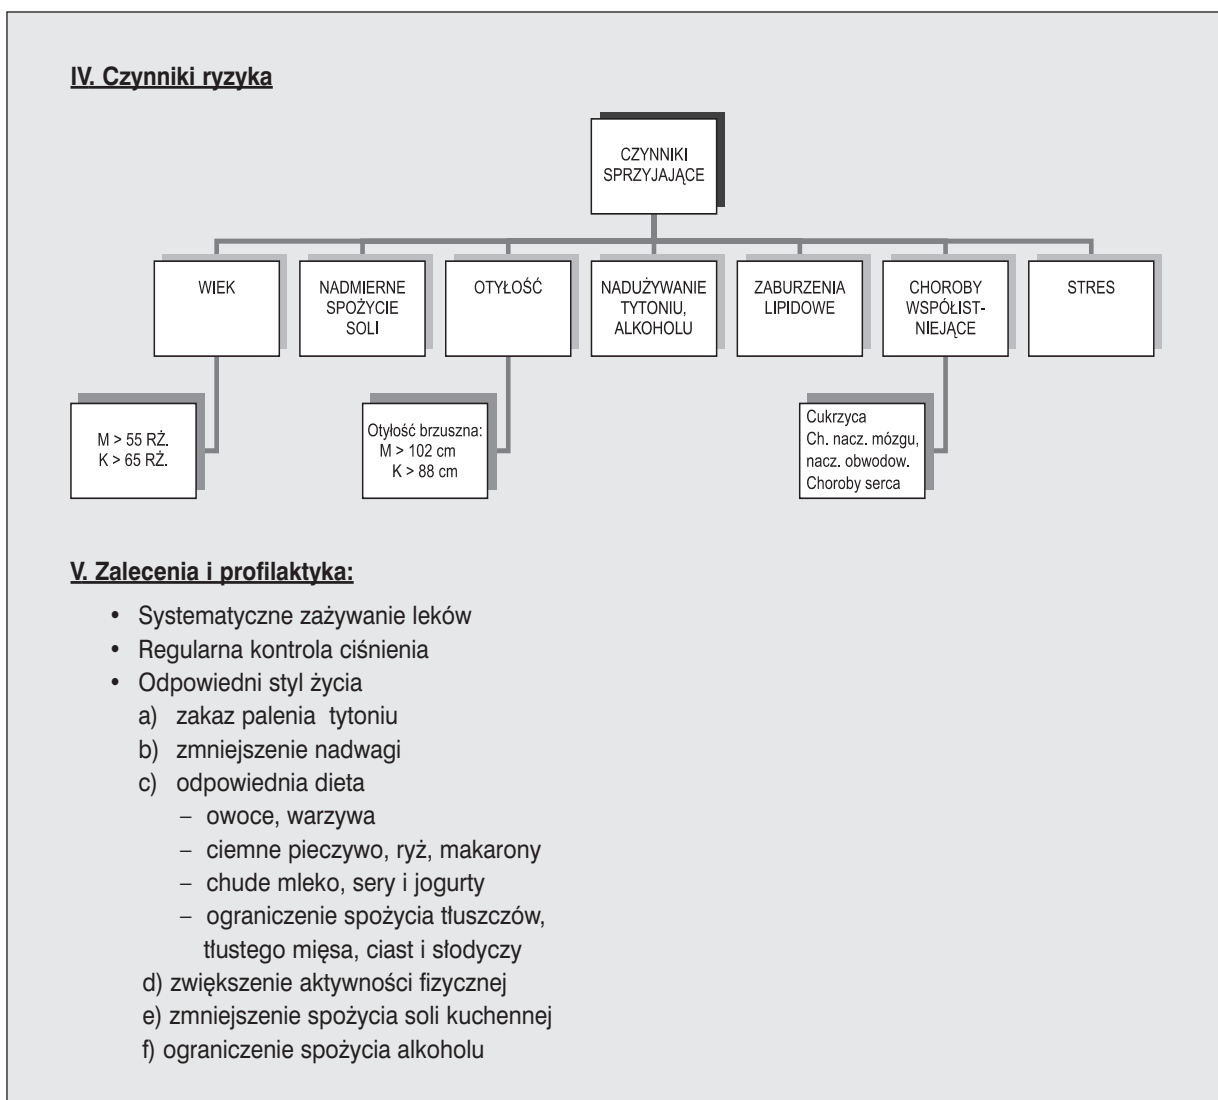 IV. Czynniki ryzyka
CZYNNIKI
SPRZYJAJĄCE
WIEK
NADMIERNE
SPOŻYCIE
SOLI
OTYŁOŚĆ
NADUŻYWANIE
TYTONIU,
ALKOHOLU
ZABURZENIA
LIPIDOWE
CHOROBY
WSPÓŁIST-
NIEJĄCE
STRES
M > 55 RŻ.
K > 65 RŻ.
Otyłość brzuszna:
M > 102 cm
K > 88 cm
Cukrzyca
Ch. nacz. mózgu,
nacz. obwodow.
Choroby serca
V. Zalecenia i profilaktyka:
• Systematyczne zażywanie leków
• Regularna kontrola ciśnienia
• Odpowiedni styl życia
a) zakaz palenia tytoniu
b) zmniejszenie nadwagi
c) odpowiednia dieta
– owoce, warzywa
– ciemne pieczywo, ryż, makarony
– chude mleko, sery i jogurty
– ograniczenie spożycia tłuszczów,
tłustego mięsa, ciast i słodyczy
d) zwiększenie aktywności fizycznej
e) zmniejszenie spożycia soli kuchennej
f) ograniczenie spożycia alkoholu